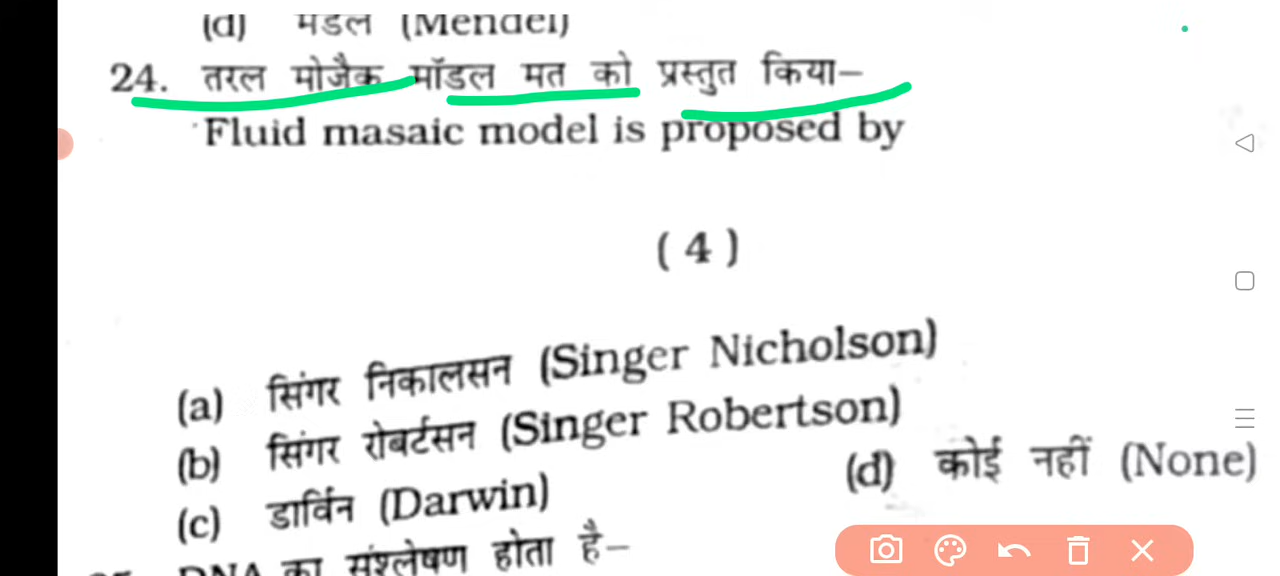 (d) मेंडल (Mendel)
24. तरल मोजैक मॉडल मत को प्रस्तुत किया–
Fluid masaic model is proposed by
( 4 )
(a) सिंगर निकालसन (Singer Nicholson)
(b) सिंगर रोबर्टसन (Singer Robertson)
(c) डार्विन (Darwin)
(d) कोई नहीं (None)
DNA का संश्लेषण होता है–